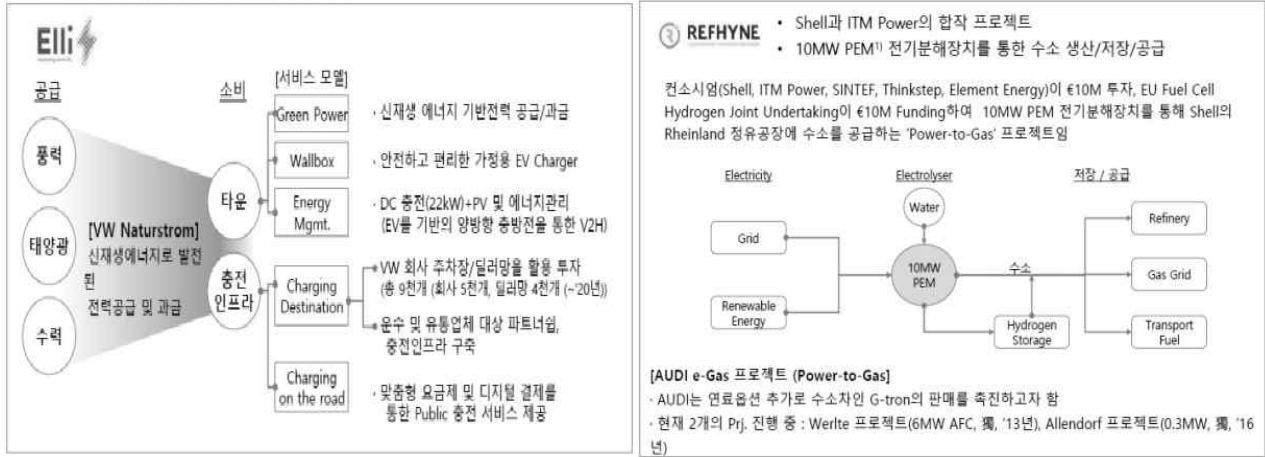 Elli
공급
소비
[서비스 모델]
풍력
태양광
수력
[VW Naturstrom]
신재생에너지로 발전
된
전력공급 및 과금
타운
충전
인프라
Green Power
· 신재생 에너지 기반전력 공급/과금
Wallbox
· 안전하고 편리한 가정용 EV Charger
Energy
Mgmt.
· DC 충전(22kW)+PV 및 에너지관리
(EV를 기반의 양방향 충방전을 통한 V2H)
Charging
Destination
VW 회사 주차장/딜러망을 활용 투자
(총 9천개 (회사 5천개, 딜러망 4천개 (~'20년))
운수 및 유통업체 대상 파트너쉽,
충전인프라 구축
Charging
on the road
· 맞춤형 요금제 및 디지털 결제를
통한 Public 충전 서비스 제공
REFHYNE
• Shell과 ITM Power의 합작 프로젝트
• 10MW PEM1) 전기분해장치를 통한 수소 생산/저장/공급
컨소시엄(Shell, ITM Power, SINTEF, Thinkstep, Element Energy)이 €10M 투자, EU Fuel Cell
Hydrogen Joint Undertaking이 €10M Funding하여 10MW PEM 전기분해장치를 통해 Shell의
Rheinland 정유공장에 수소를 공급하는 'Power-to-Gas' 프로젝트임
Electricity
Electrolyser
저장 / 공급
Water
Grid
Renewable
Energy
10MW
PEM
수소
Hydrogen
Storage
Refinery
Gas Grid
Transport
Fuel
[AUDI e-Gas 프로젝트 (Power-to-Gas]
· AUDI는 연료옵션 추가로 수소차인 G-tron의 판매를 촉진하고자 함
· 현재 2개의 Prj. 진행 중 : Werlte 프로젝트(6MW AFC, 獨, '13년), Allendorf 프로젝트(0.3MW, 獨, '16
년)